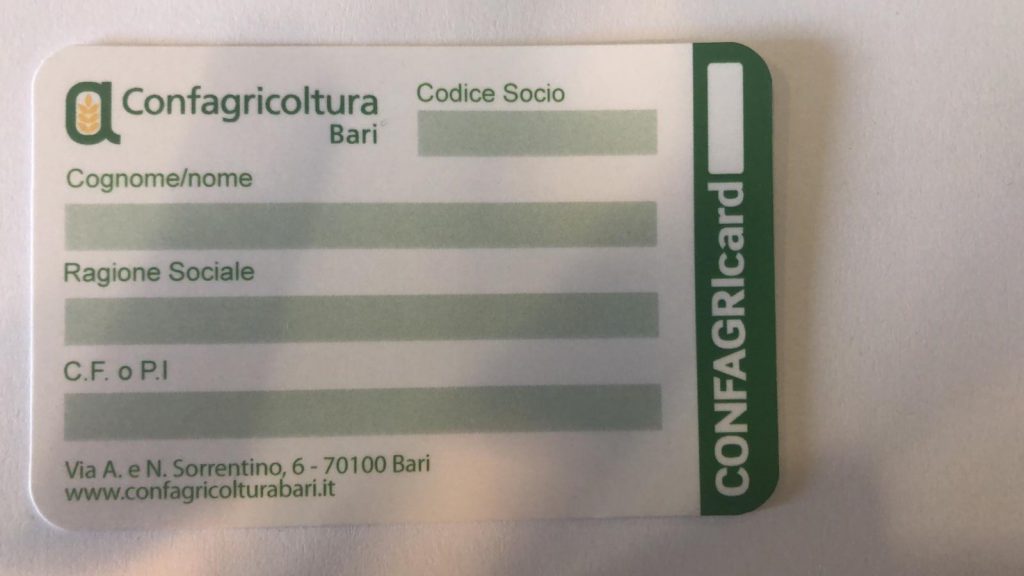 Confagricoltura
Bari
Codice Socio
Cognome/nome
Ragione Sociale
C.F. o P.I
Via A. e N. Sorrentino, 6 - 70100 Bari
www.confagricolturabari.it
CONFAGRIcard